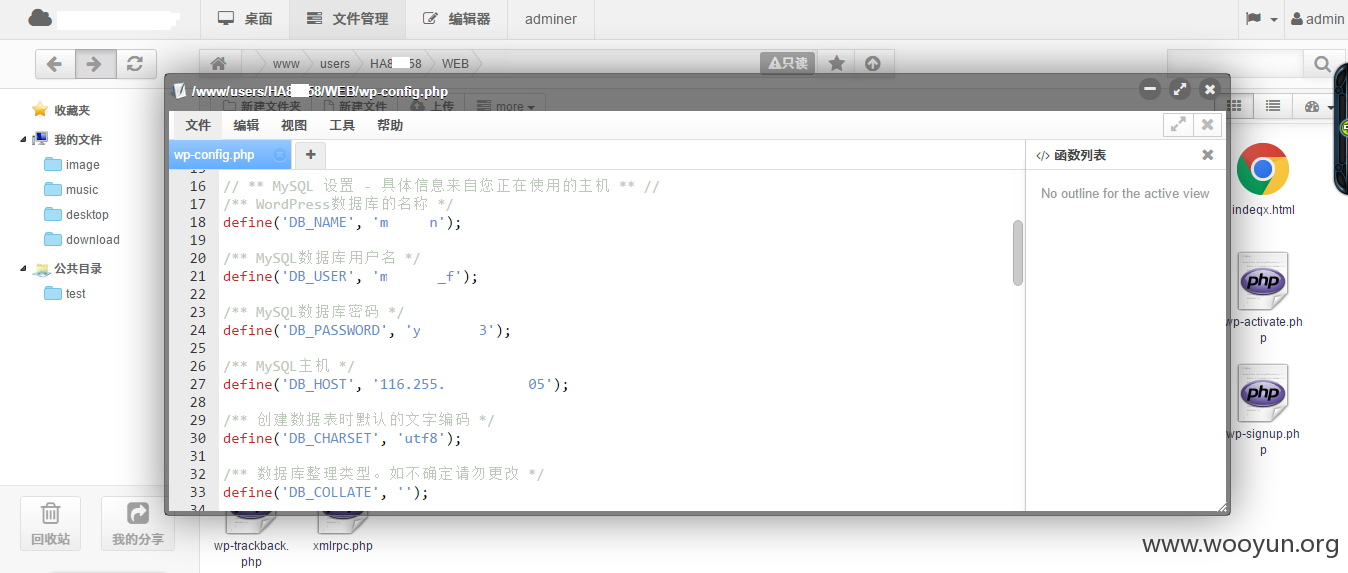 桌面 文件管理 编辑器 adminer admin
www users HA8 58 WEB 只读
/www/users/HA8 58/WEB/wp-config.php
新建文件夹 新建文件 上传 more
文件 编辑 视图 工具 帮助
wp-config.php + 函数列表
No outline for the active view
收藏夹
我的文件
image
music
desktop
download
公共目录
test
回收站 我的分享
16 // ** MySQL 设置 - 具体信息来自您正在使用的主机 ** //
17 /** WordPress数据库的名称 */
18 define('DB_NAME', 'm n');
19
20 /** MySQL数据库用户名 */
21 define('DB_USER', 'm _f');
22
23 /** MySQL数据库密码 */
24 define('DB_PASSWORD', 'y 3');
25
26 /** MySQL主机 */
27 define('DB_HOST', '116.255. 05');
28
29 /** 创建数据表时默认的文字编码 */
30 define('DB_CHARSET', 'utf8');
31
32 /** 数据库整理类型。如不确定请勿更改 */
33 define('DB_COLLATE', '');
34
indeqx.html
wp-activate.ph
p
wp-signup.ph
p
wp-trackback.
php
xmlrpc.php
www.wooyun.org